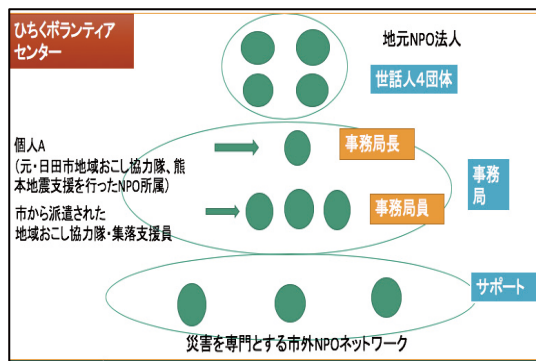 ひちくボランティア
センター
地元NPO法人
世話人4団体
個人A
(元・日田市地域おこし協力隊、熊
本地震支援を行ったNPO所属)
事務局長
市から派遣された
地域おこし協力隊・集落支援員
事務局員
事務
局
サポート
災害を専門とする市外NPOネットワーク